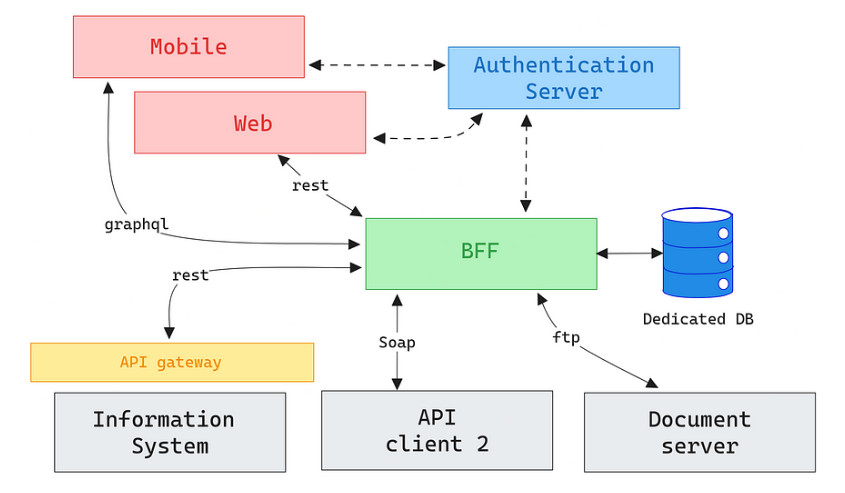 Mobile
Authentication
Server
Web
rest
graphql
BFF
rest
Dedicated DB
Soap
ftp
API gateway
Information
System
API
client 2
Document
server